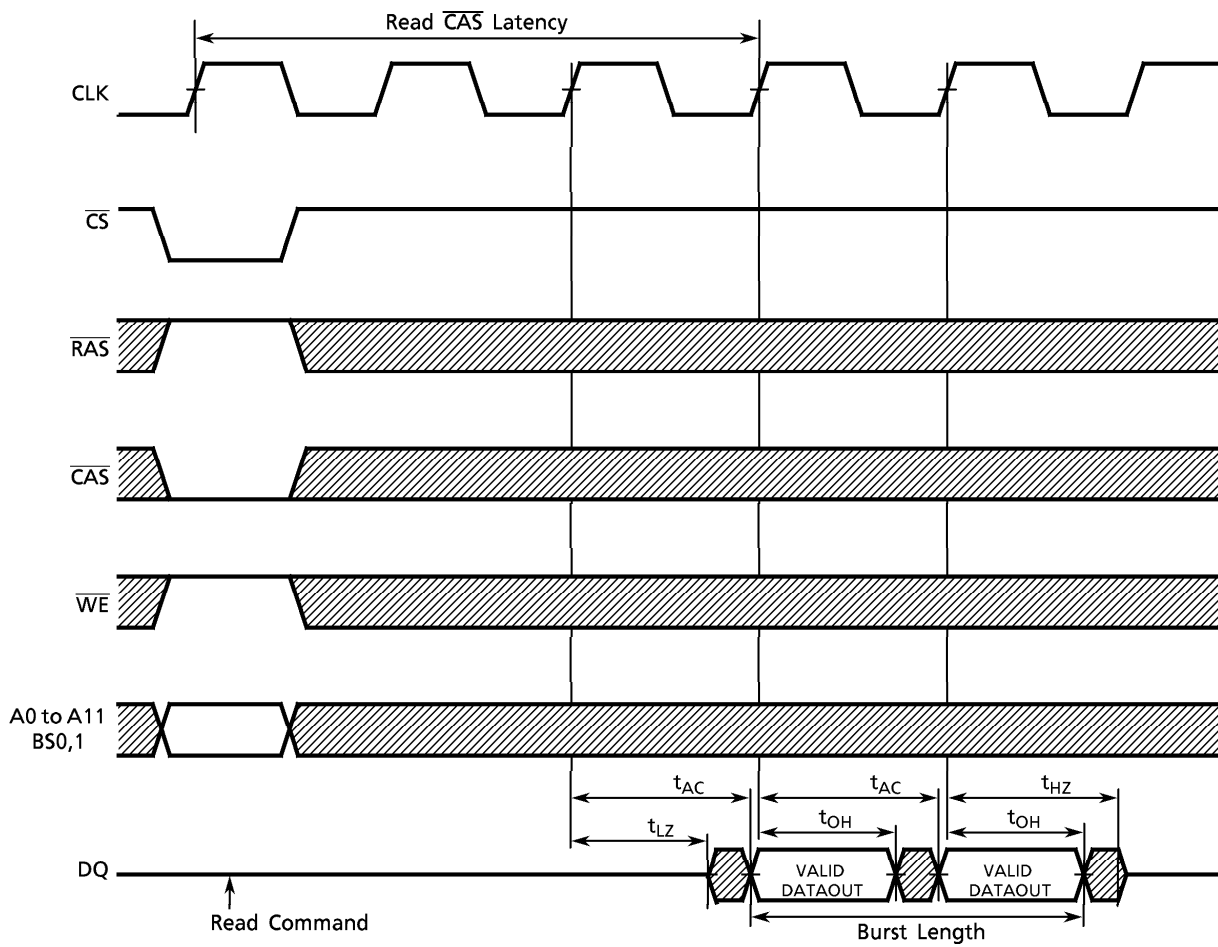 Read CAS Latency
CLK
CS
RAS
CAS
WE
A0 to A11
BS0,1
tAC
tAC
tHZ
tLZ
tOH
tOH
DQ
VALID
DATAOUT
VALID
DATAOUT
Read Command
Burst Length